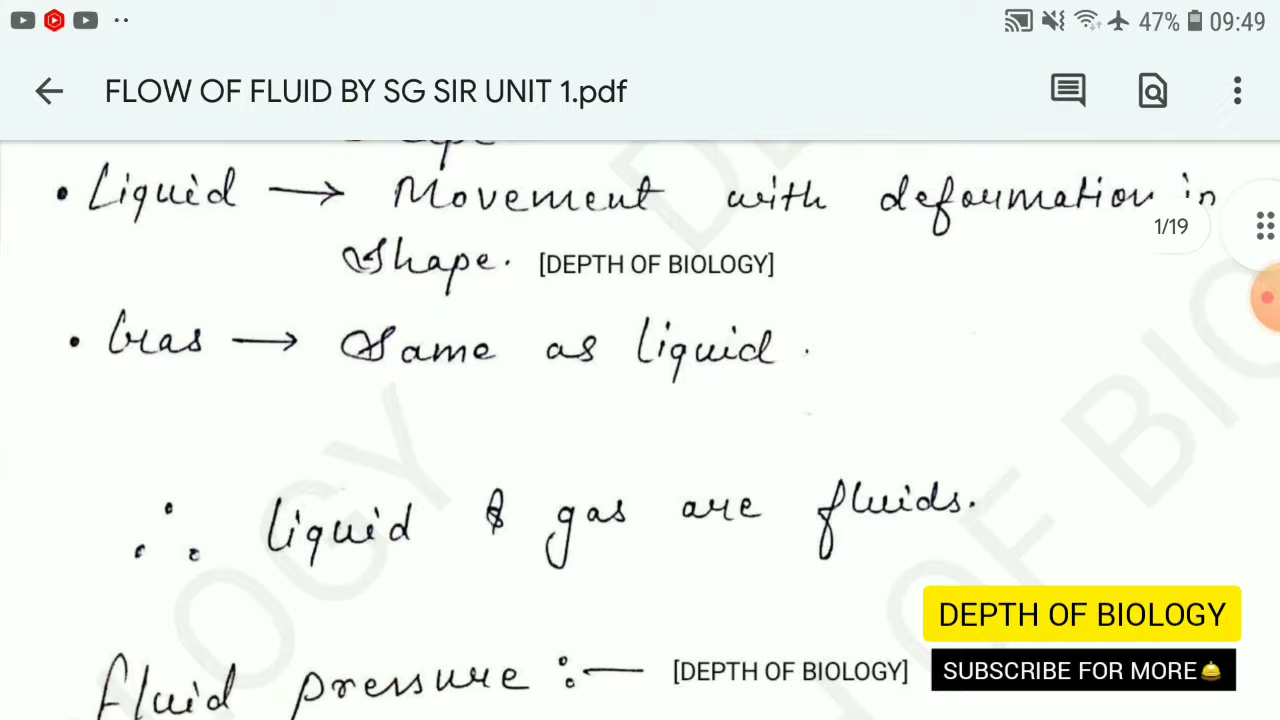 47% 09:49
FLOW OF FLUID BY SG SIR UNIT 1.pdf
• Liquid → Movement with deformation in
1/19
Shape. [DEPTH OF BIOLOGY]
• Gas → Same as liquid.
∴ liquid & gas are fluids.
DEPTH OF BIOLOGY
fluid pressure :— [DEPTH OF BIOLOGY]
SUBSCRIBE FOR MORE